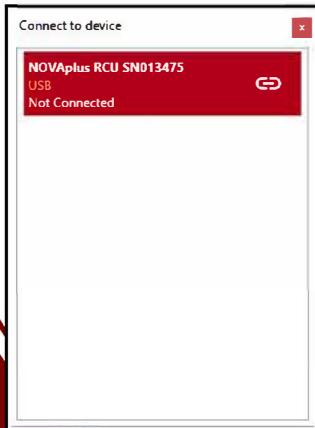 Connect to device
x
NOVAplus RCU SN013475
USB
Not Connected